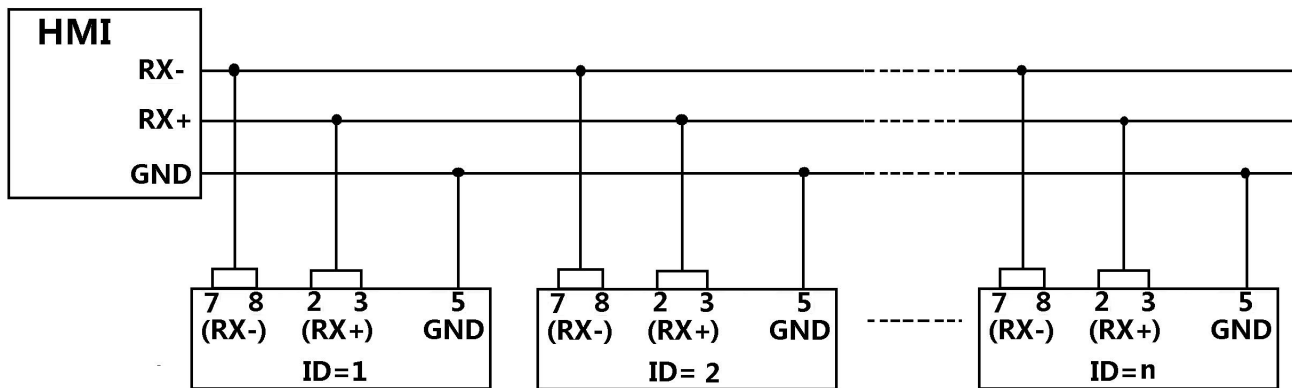 HMI
RX-
RX+
GND
7 8 2 3 5
(RX-) (RX+) GND
ID=1
7 8 2 3 5
(RX-) (RX+) GND
ID= 2
7 8 2 3 5
(RX-) (RX+) GND
ID=n